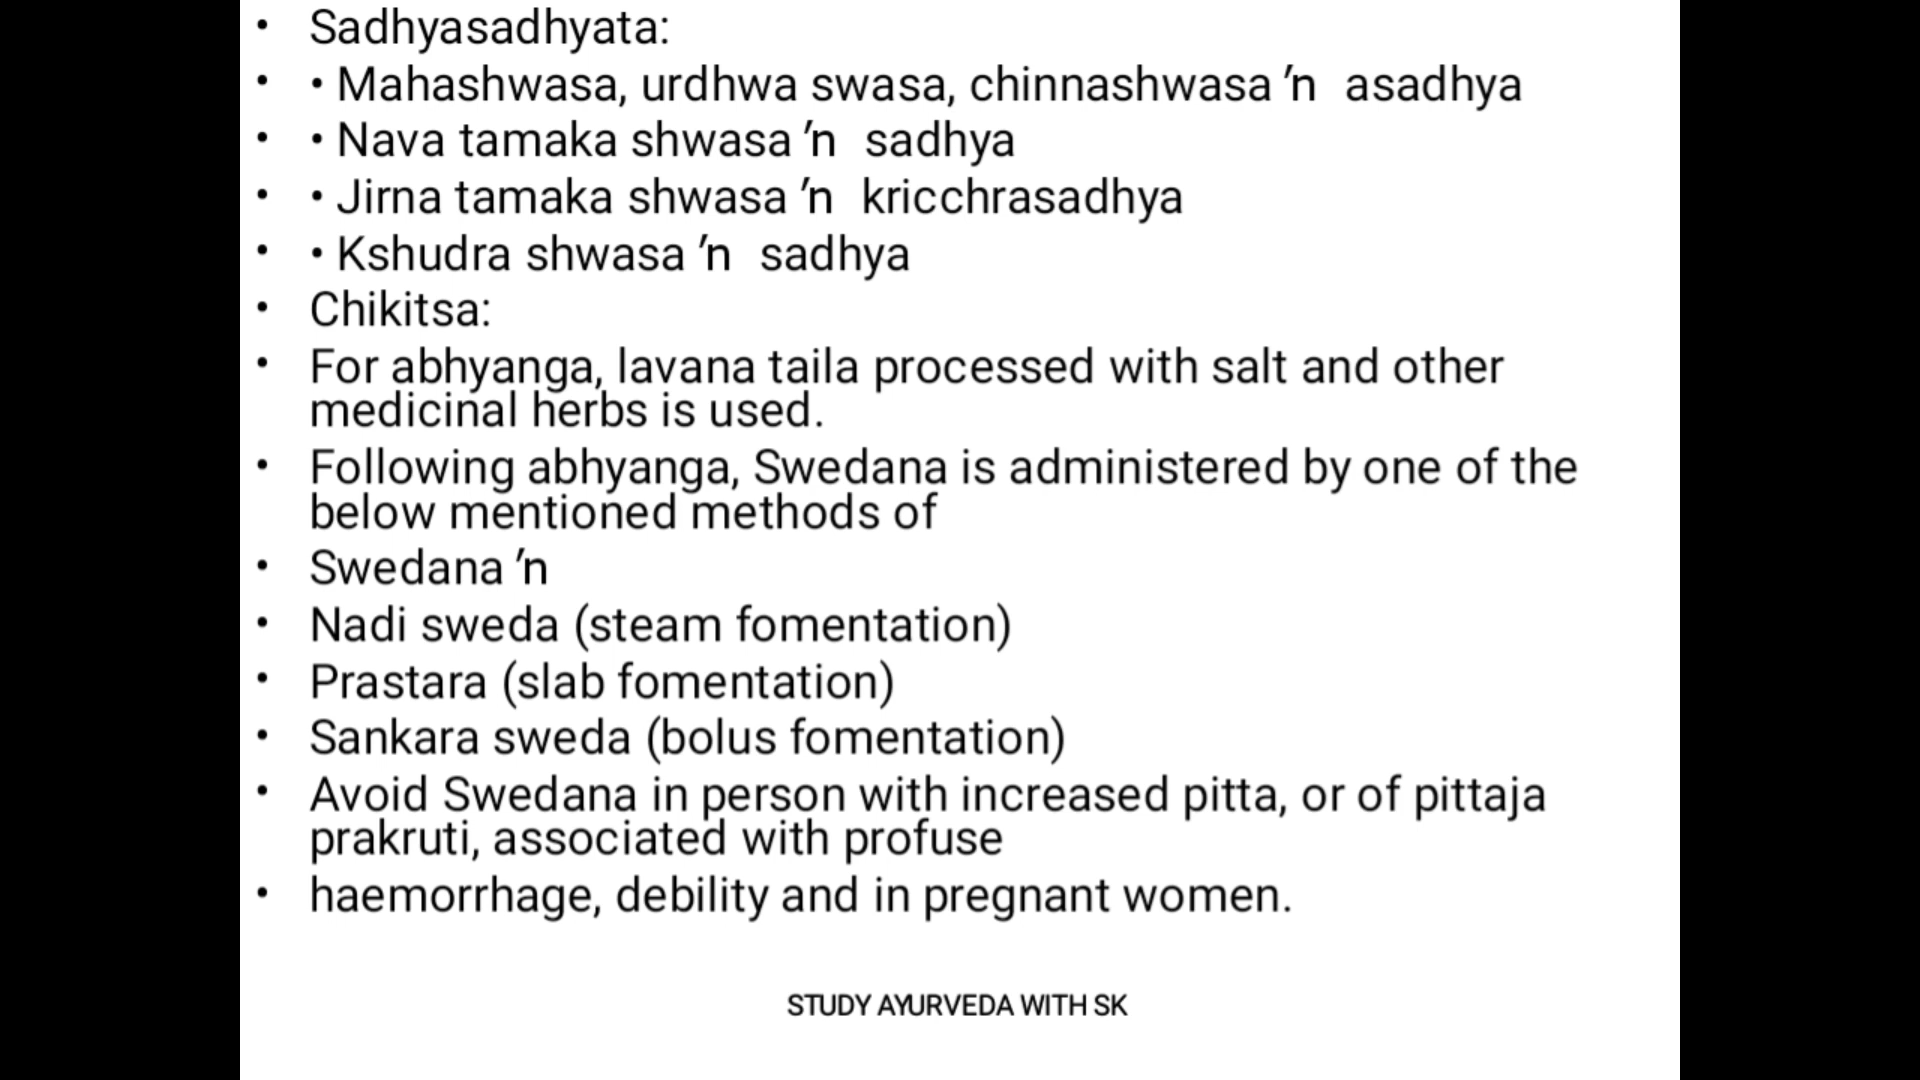 • Sadhyasadhyata:
• • Mahashwasa, urdhwa swasa, chinnashwasa ’n asadhya
• • Nava tamaka shwasa ’n sadhya
• • Jirna tamaka shwasa ’n kricchrasadhya
• • Kshudra shwasa ’n sadhya
• Chikitsa:
• For abhyanga, lavana taila processed with salt and other
medicinal herbs is used.
• Following abhyanga, Swedana is administered by one of the
below mentioned methods of
• Swedana ’n
• Nadi sweda (steam fomentation)
• Prastara (slab fomentation)
• Sankara sweda (bolus fomentation)
• Avoid Swedana in person with increased pitta, or of pittaja
prakruti, associated with profuse
• haemorrhage, debility and in pregnant women.
STUDY AYURVEDA WITH SK